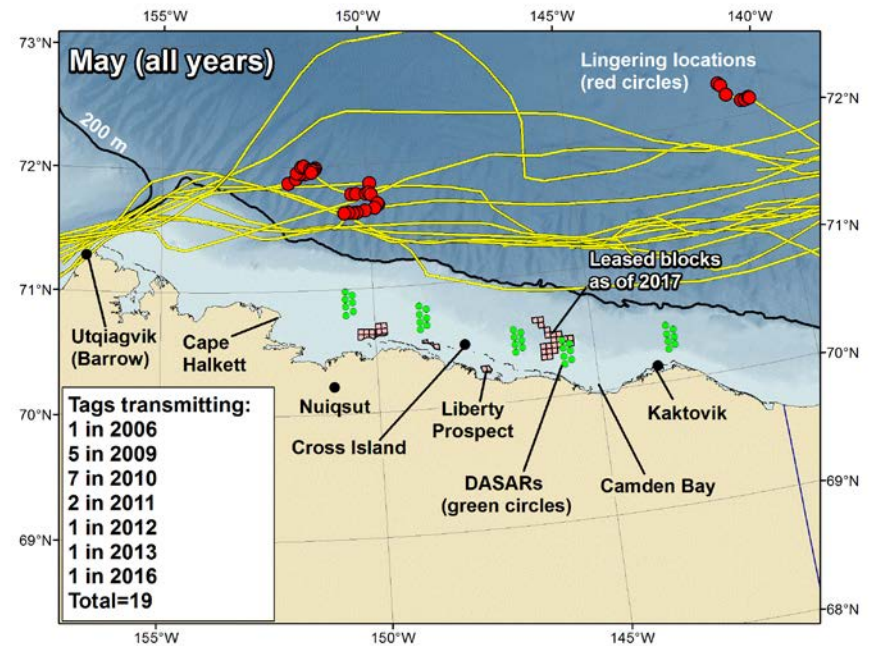 155°W
150°W
145°W
140°W
73°N
May (all years)
Lingering locations
(red circles)
72°N
200 m
72°N
71°N
Leased blocks
as of 2017
71°N
Utqiagvik
(Barrow)
Cape
Halkett
70°N
Tags transmitting:
1 in 2006
5 in 2009
7 in 2010
2 in 2011
1 in 2012
1 in 2013
1 in 2016
Total=19
70°N
Nuiqsut
Cross Island
Liberty
Prospect
Kaktovik
DASARs
(green circles)
Camden Bay
69°N
69°N
68°N
155°W
150°W
145°W